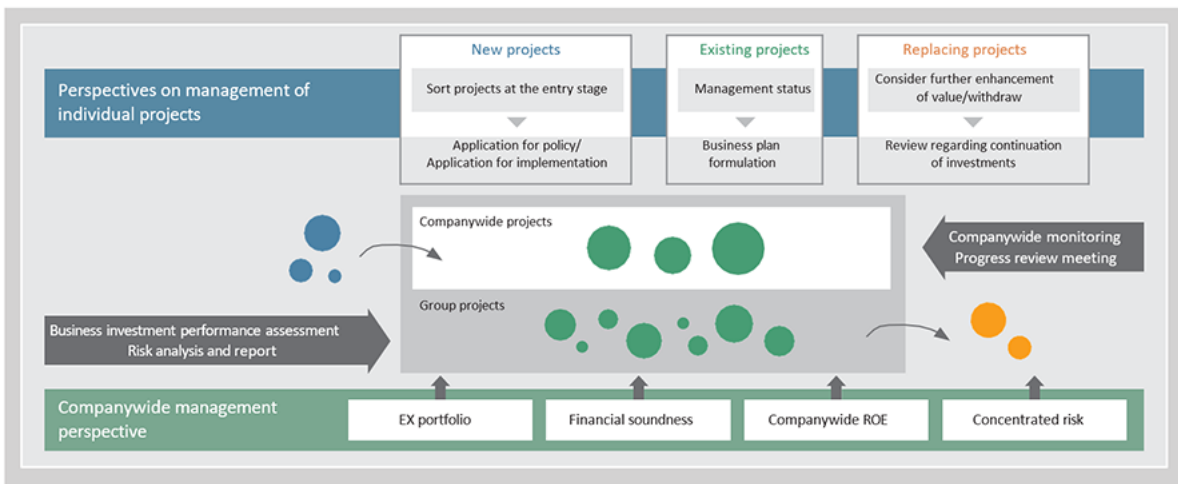 New projects
Existing projects
Replacing projects
Perspectives on management of
individual projects
Sort projects at the entry stage
Management status
Consider further enhancement
of value/withdraw
Application for policy/
Application for implementation
Business plan
formulation
Review regarding continuation
of investments
Companywide projects
Companywide monitoring
Progress review meeting
Group projects
Business investment performance assessment
Risk analysis and report
Companywide management
perspective
EX portfolio
Financial soundness
Companywide ROE
Concentrated risk